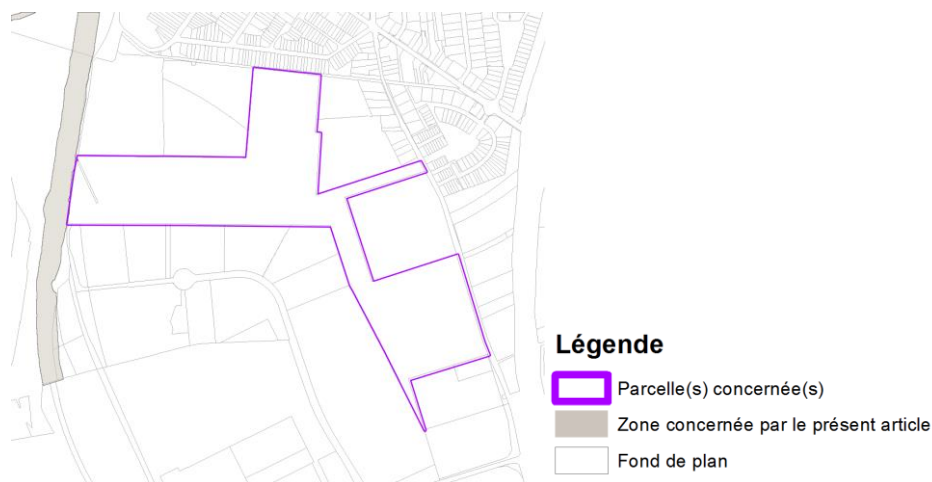 Légende
Parcelle(s) concernée(s)
Zone concernée par le présent article
Fond de plan